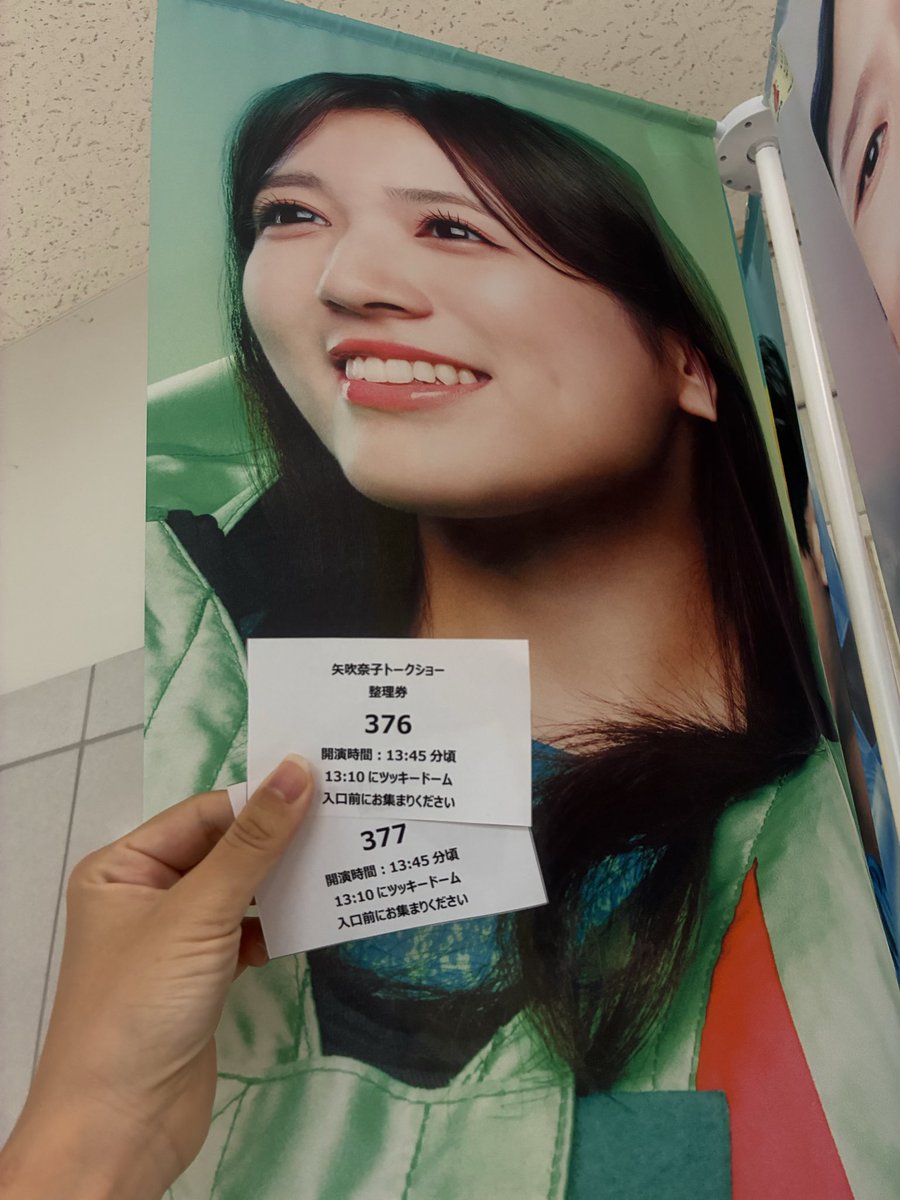 矢吹奈子トークショー
整理券
376
開演時間：13:45 分頃
13:10 にツッキードーム
入口前にお集まりください
377
開演時間：13:45 分頃
13:10 にツッキードーム
入口前にお集まりください